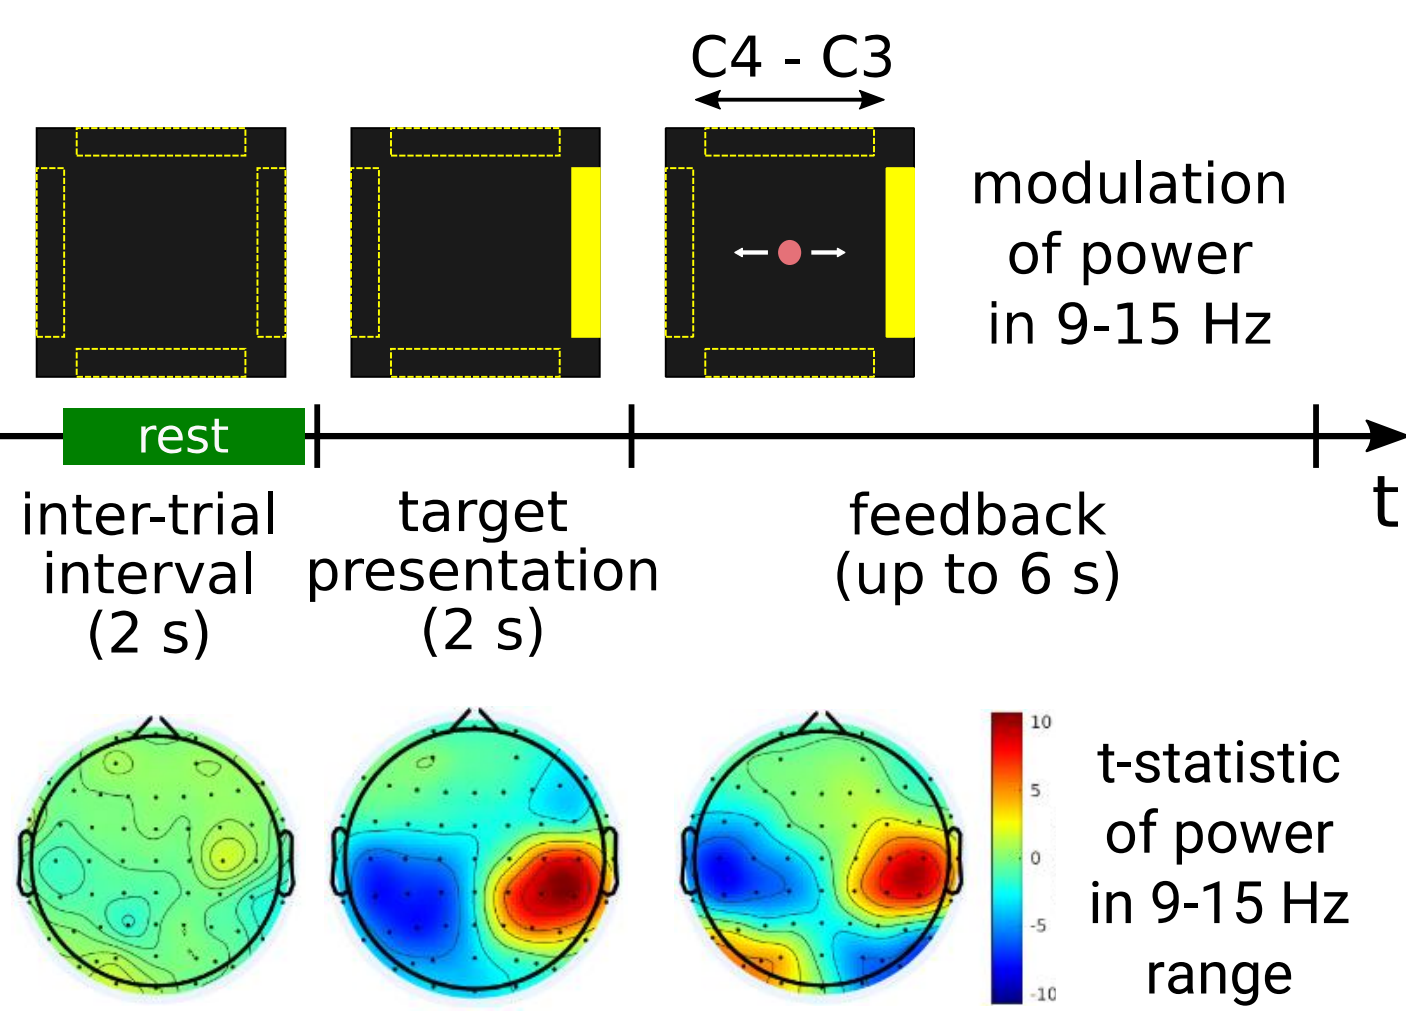 C4 - C3
modulation
of power
in 9-15 Hz
rest
t
inter-trial
interval
(2 s)
target
presentation
(2 s)
feedback
(up to 6 s)
10
5
0
-5
-10
t-statistic
of power
in 9-15 Hz
range